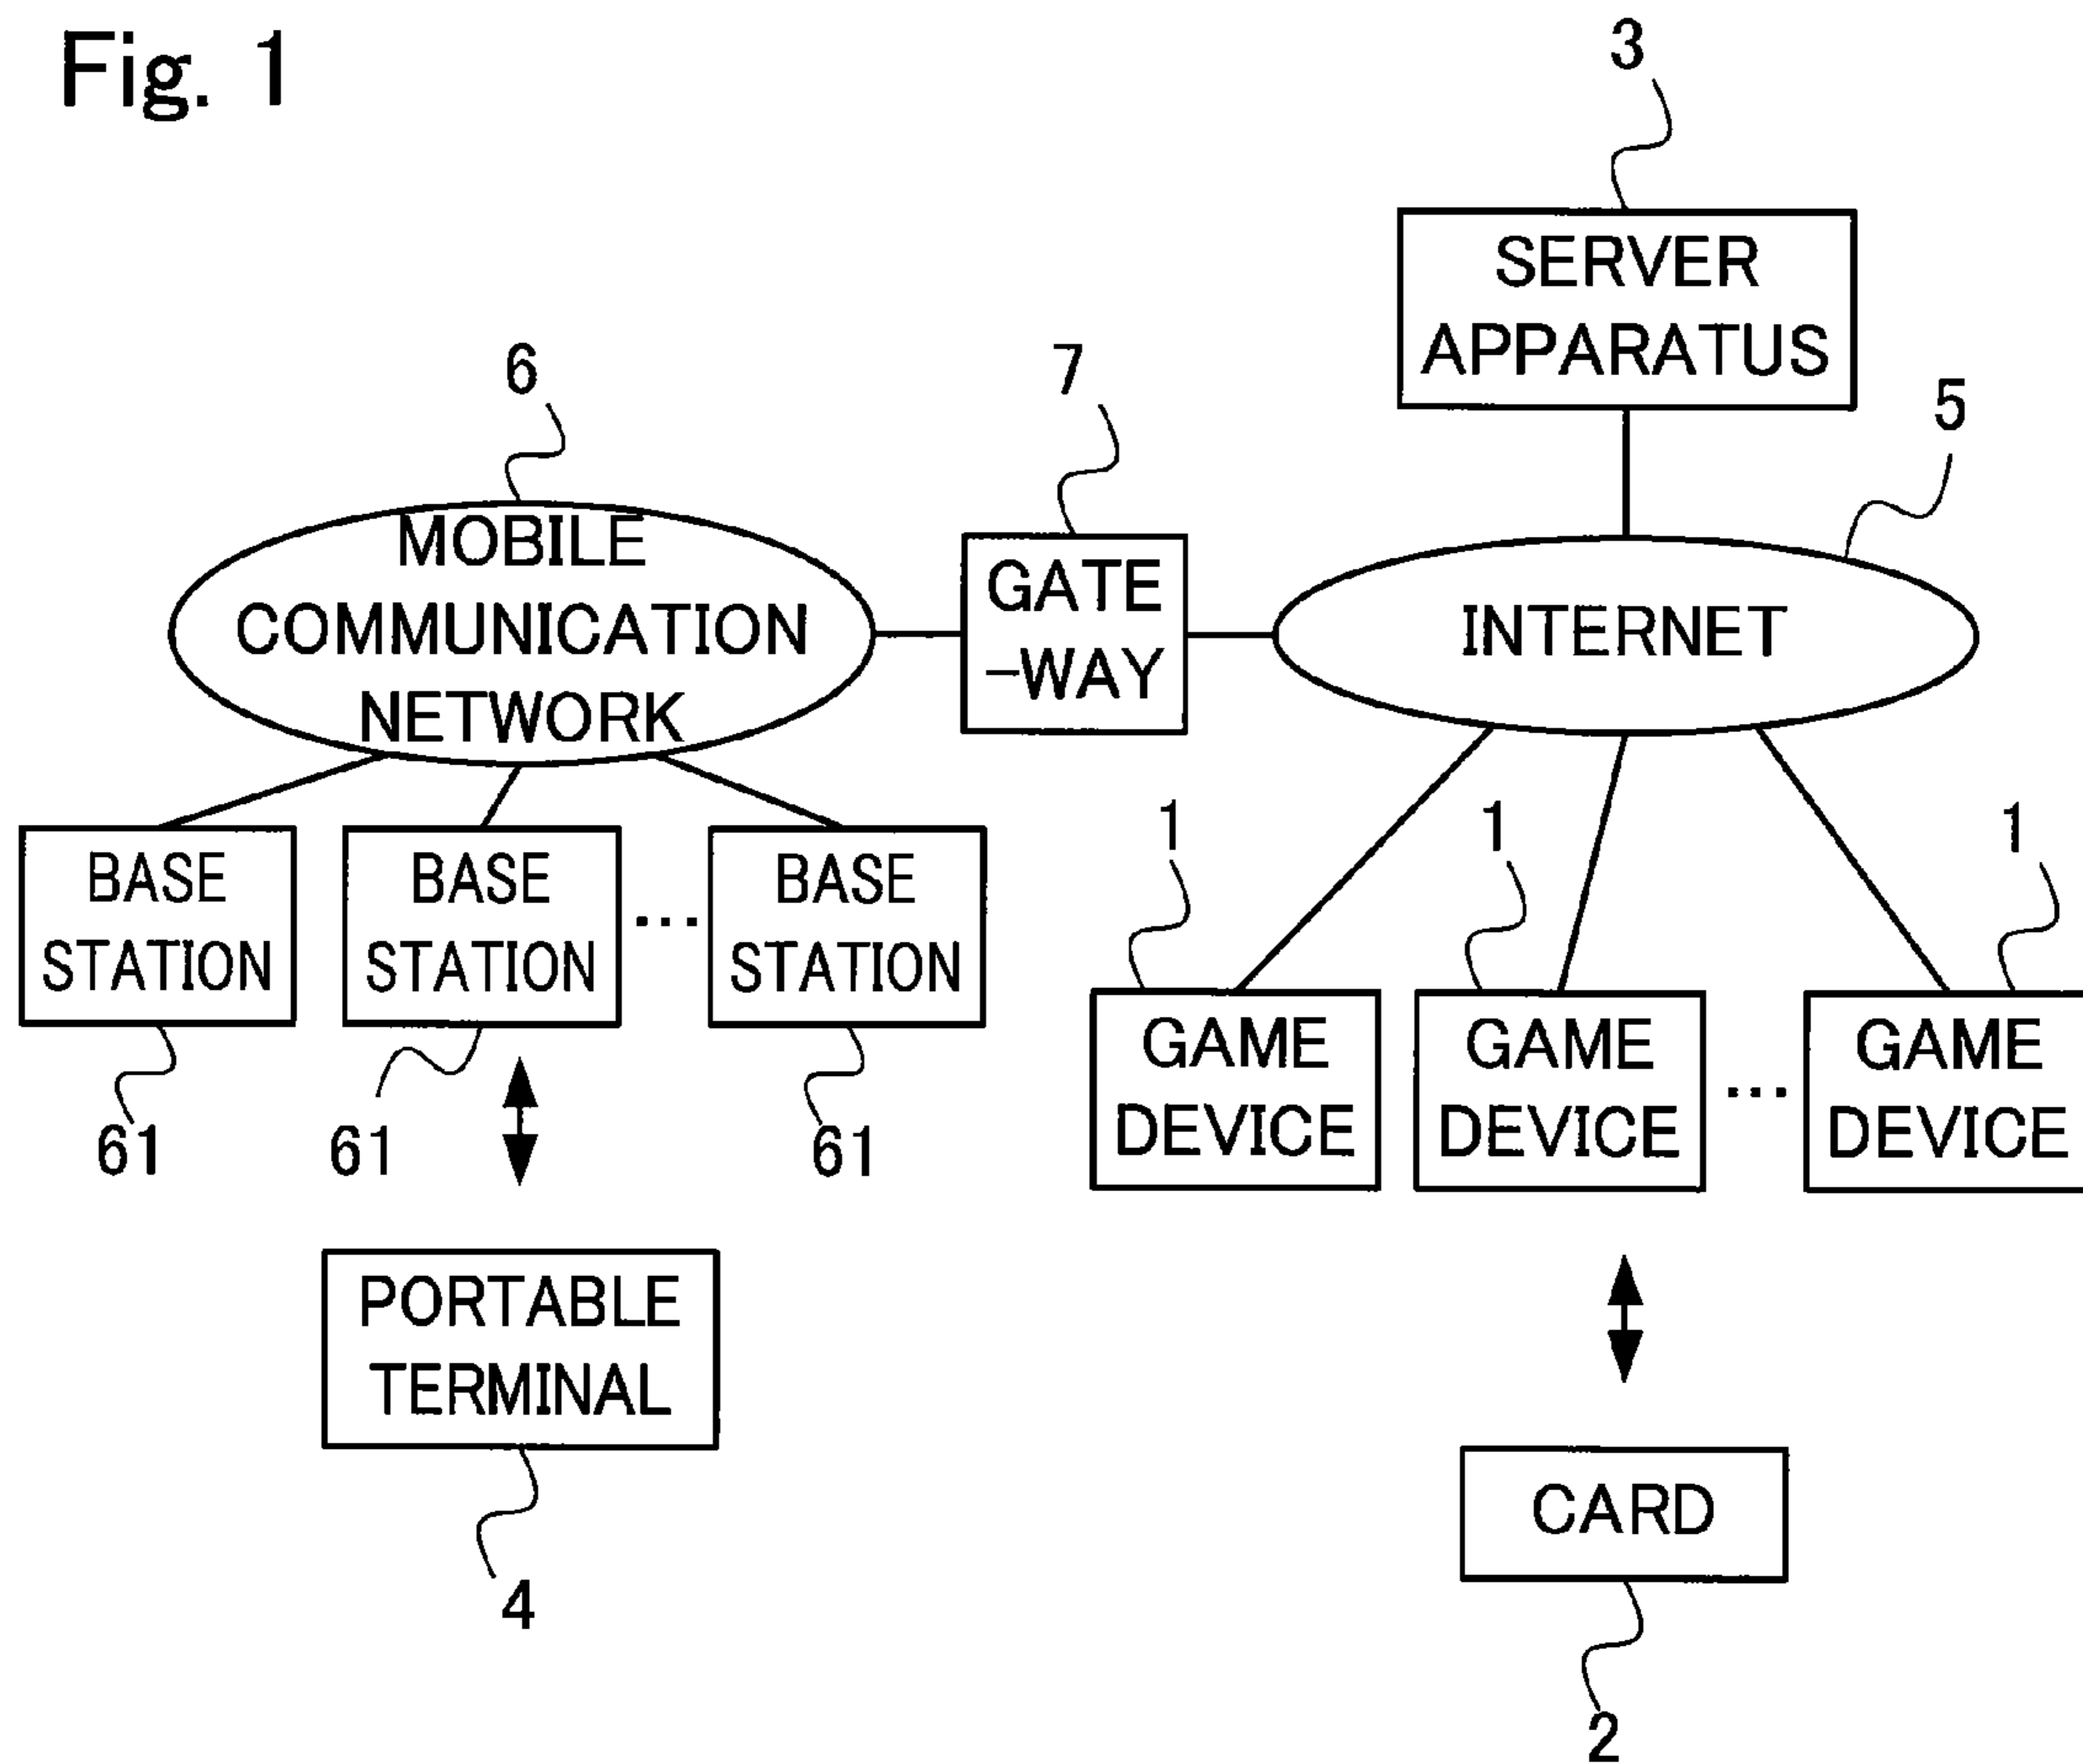 Fig. 1
3
SERVER
APPARATUS
6
7
5
MOBILE
COMMUNICATION
NETWORK
GATE
-WAY
INTERNET
1
1
1
BASE
STATION
BASE
STATION
...
BASE
STATION
GAME
DEVICE
GAME
DEVICE
...
GAME
DEVICE
61
61
61
PORTABLE
TERMINAL
4
CARD
2